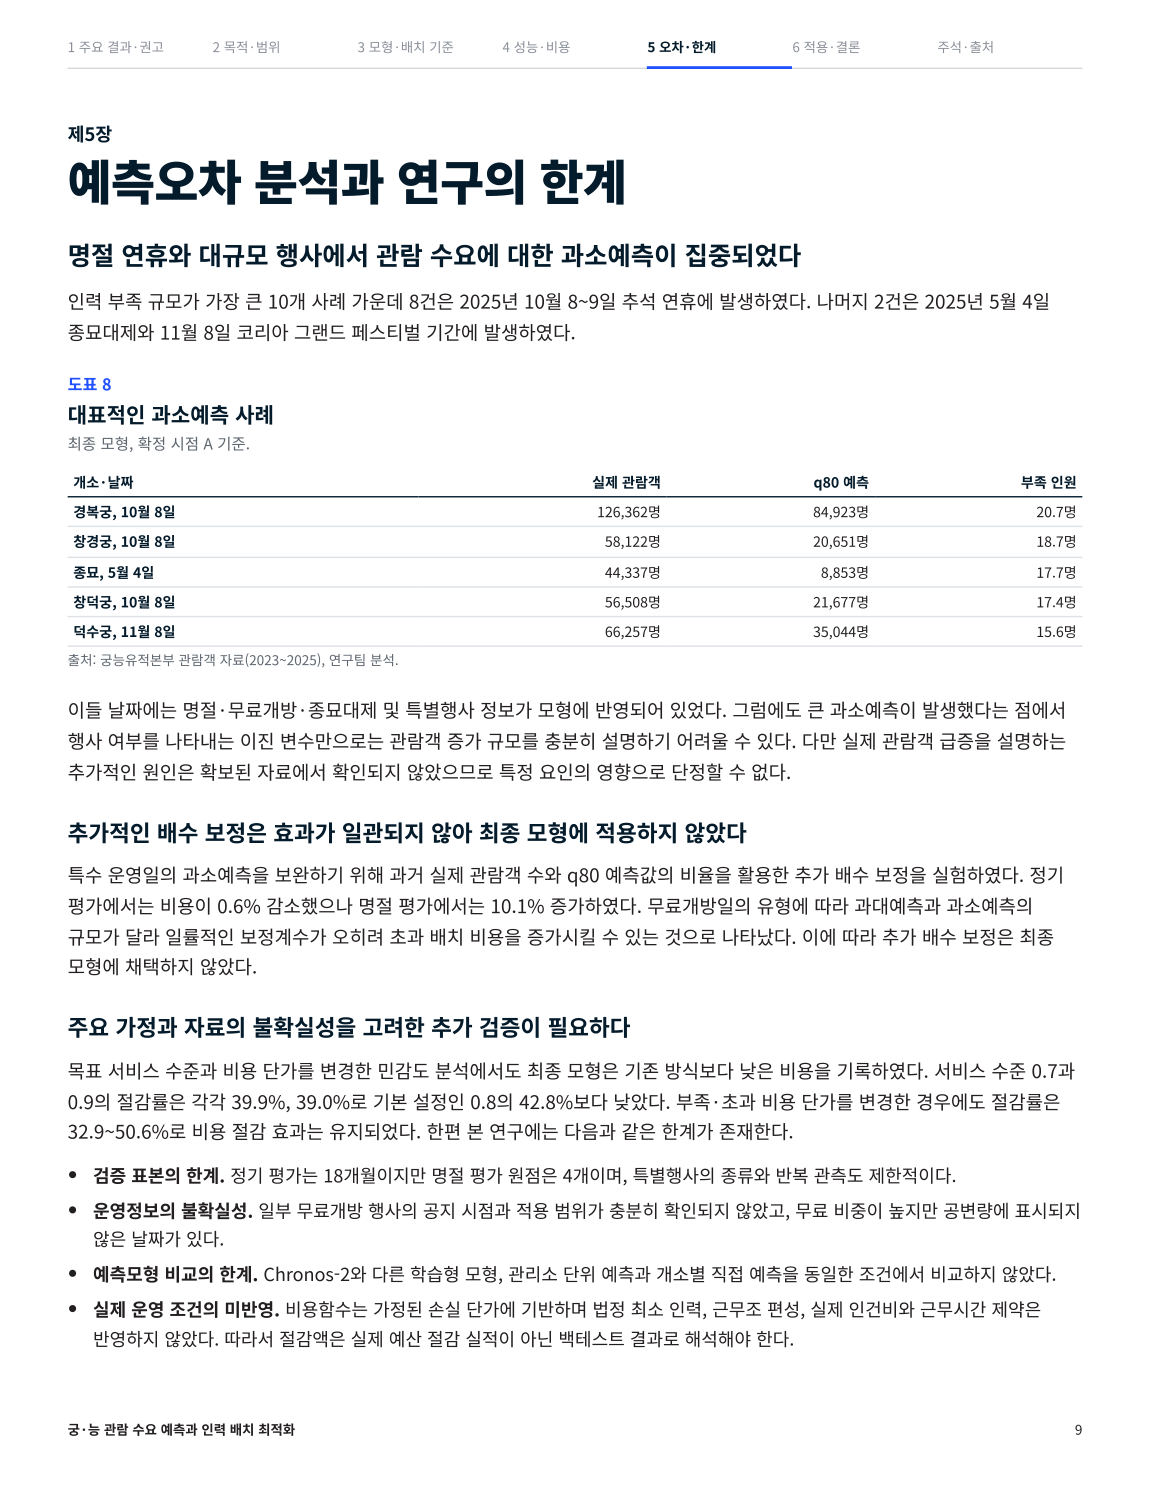 1 주요 결과·권고 2 목적·범위 3 모형·배치 기준 4 성능·비용 5 오차·한계 6 적용·결론 주석·출처
제5장
예측오차 분석과 연구의 한계
명절 연휴와 대규모 행사에서 관람 수요에 대한 과소예측이 집중되었다
인력 부족 규모가 가장 큰 10개 사례 가운데 8건은 2025년 10월 8~9일 추석 연휴에 발생하였다. 나머지 2건은 2025년 5월 4일
종묘대제와 11월 8일 코리아 그랜드 페스티벌 기간에 발생하였다.
도표 8
대표적인 과소예측 사례
최종 모형, 확정 시점 A 기준.
개소·날짜 실제 관람객 q80 예측 부족 인원
경복궁, 10월 8일 126,362명 84,923명 20.7명
창경궁, 10월 8일 58,122명 20,651명 18.7명
종묘, 5월 4일 44,337명 8,853명 17.7명
창덕궁, 10월 8일 56,508명 21,677명 17.4명
덕수궁, 11월 8일 66,257명 35,044명 15.6명
출처: 궁능유적본부 관람객 자료(2023~2025), 연구팀 분석.
이들 날짜에는 명절·무료개방·종묘대제 및 특별행사 정보가 모형에 반영되어 있었다. 그럼에도 큰 과소예측이 발생했다는 점에서
행사 여부를 나타내는 이진 변수만으로는 관람객 증가 규모를 충분히 설명하기 어려울 수 있다. 다만 실제 관람객 급증을 설명하는
추가적인 원인은 확보된 자료에서 확인되지 않았으므로 특정 요인의 영향으로 단정할 수 없다.
추가적인 배수 보정은 효과가 일관되지 않아 최종 모형에 적용하지 않았다
특수 운영일의 과소예측을 보완하기 위해 과거 실제 관람객 수와 q80 예측값의 비율을 활용한 추가 배수 보정을 실험하였다. 정기
평가에서는 비용이 0.6% 감소했으나 명절 평가에서는 10.1% 증가하였다. 무료개방일의 유형에 따라 과대예측과 과소예측의
규모가 달라 일률적인 보정계수가 오히려 초과 배치 비용을 증가시킬 수 있는 것으로 나타났다. 이에 따라 추가 배수 보정은 최종
모형에 채택하지 않았다.
주요 가정과 자료의 불확실성을 고려한 추가 검증이 필요하다
목표 서비스 수준과 비용 단가를 변경한 민감도 분석에서도 최종 모형은 기존 방식보다 낮은 비용을 기록하였다. 서비스 수준 0.7과
0.9의 절감률은 각각 39.9%, 39.0%로 기본 설정인 0.8의 42.8%보다 낮았다. 부족·초과 비용 단가를 변경한 경우에도 절감률은
32.9~50.6%로 비용 절감 효과는 유지되었다. 한편 본 연구에는 다음과 같은 한계가 존재한다.
• 검증 표본의 한계. 정기 평가는 18개월이지만 명절 평가 원점은 4개이며, 특별행사의 종류와 반복 관측도 제한적이다.
• 운영정보의 불확실성. 일부 무료개방 행사의 공지 시점과 적용 범위가 충분히 확인되지 않았고, 무료 비중이 높지만 공변량에 표시되지
않은 날짜가 있다.
• 예측모형 비교의 한계. Chronos-2와 다른 학습형 모형, 관리소 단위 예측과 개소별 직접 예측을 동일한 조건에서 비교하지 않았다.
• 실제 운영 조건의 미반영. 비용함수는 가정된 손실 단가에 기반하며 법정 최소 인력, 근무조 편성, 실제 인건비와 근무시간 제약은
반영하지 않았다. 따라서 절감액은 실제 예산 절감 실적이 아닌 백테스트 결과로 해석해야 한다.
궁·능 관람 수요 예측과 인력 배치 최적화 9